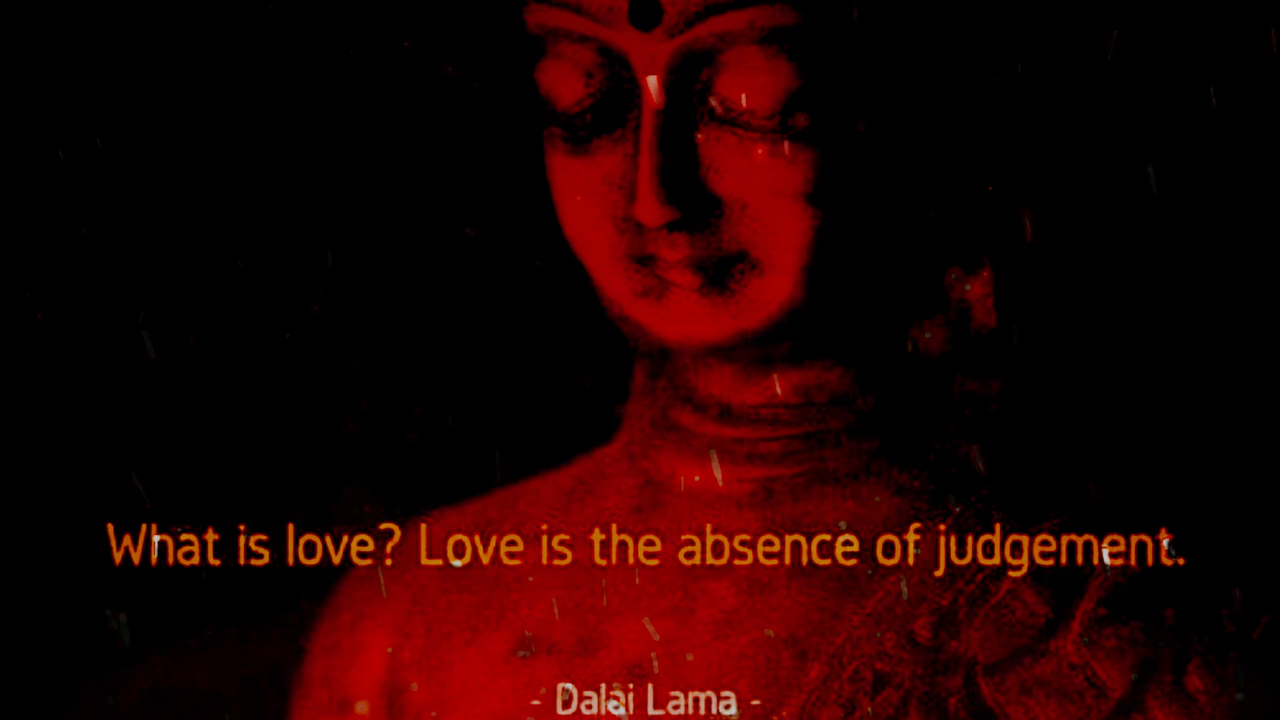 What is love? Love is the absence of judgement.
- Dalai Lama -